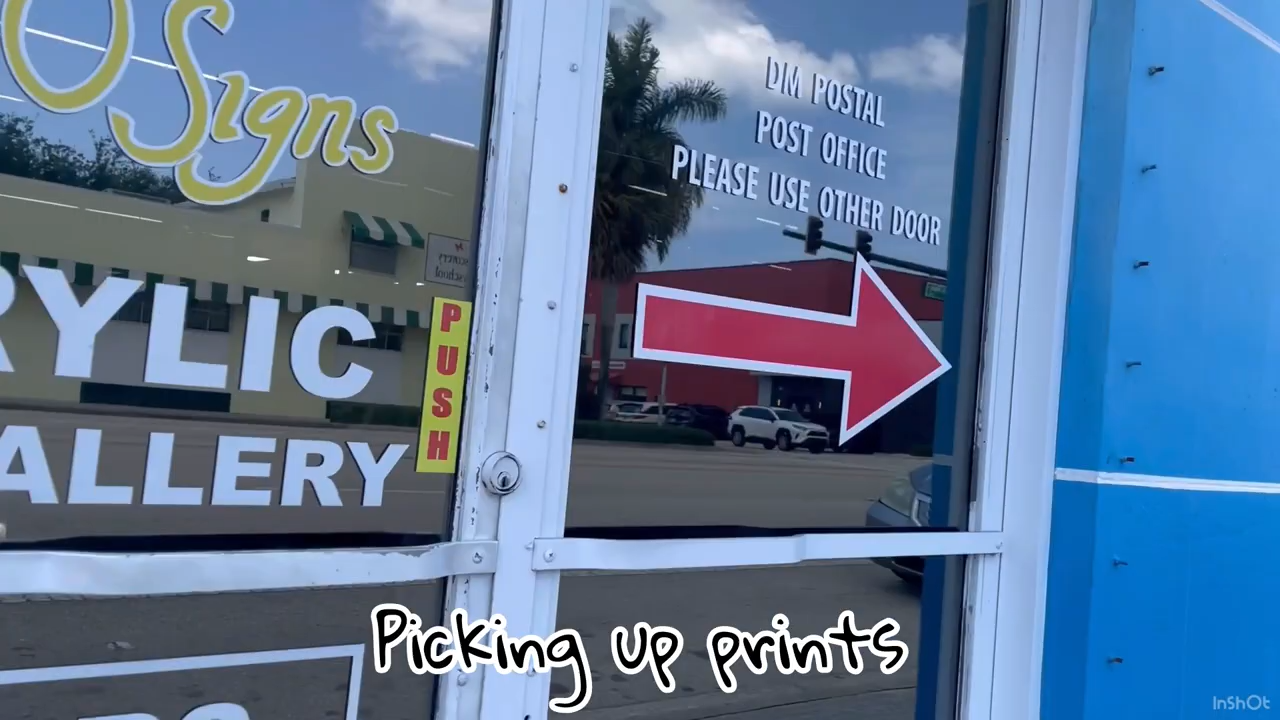 O Signs
DM POSTAL
POST OFFICE
PLEASE USE OTHER DOOR
RYLIC
PUSH
ALLERY
Picking up prints
InShOt